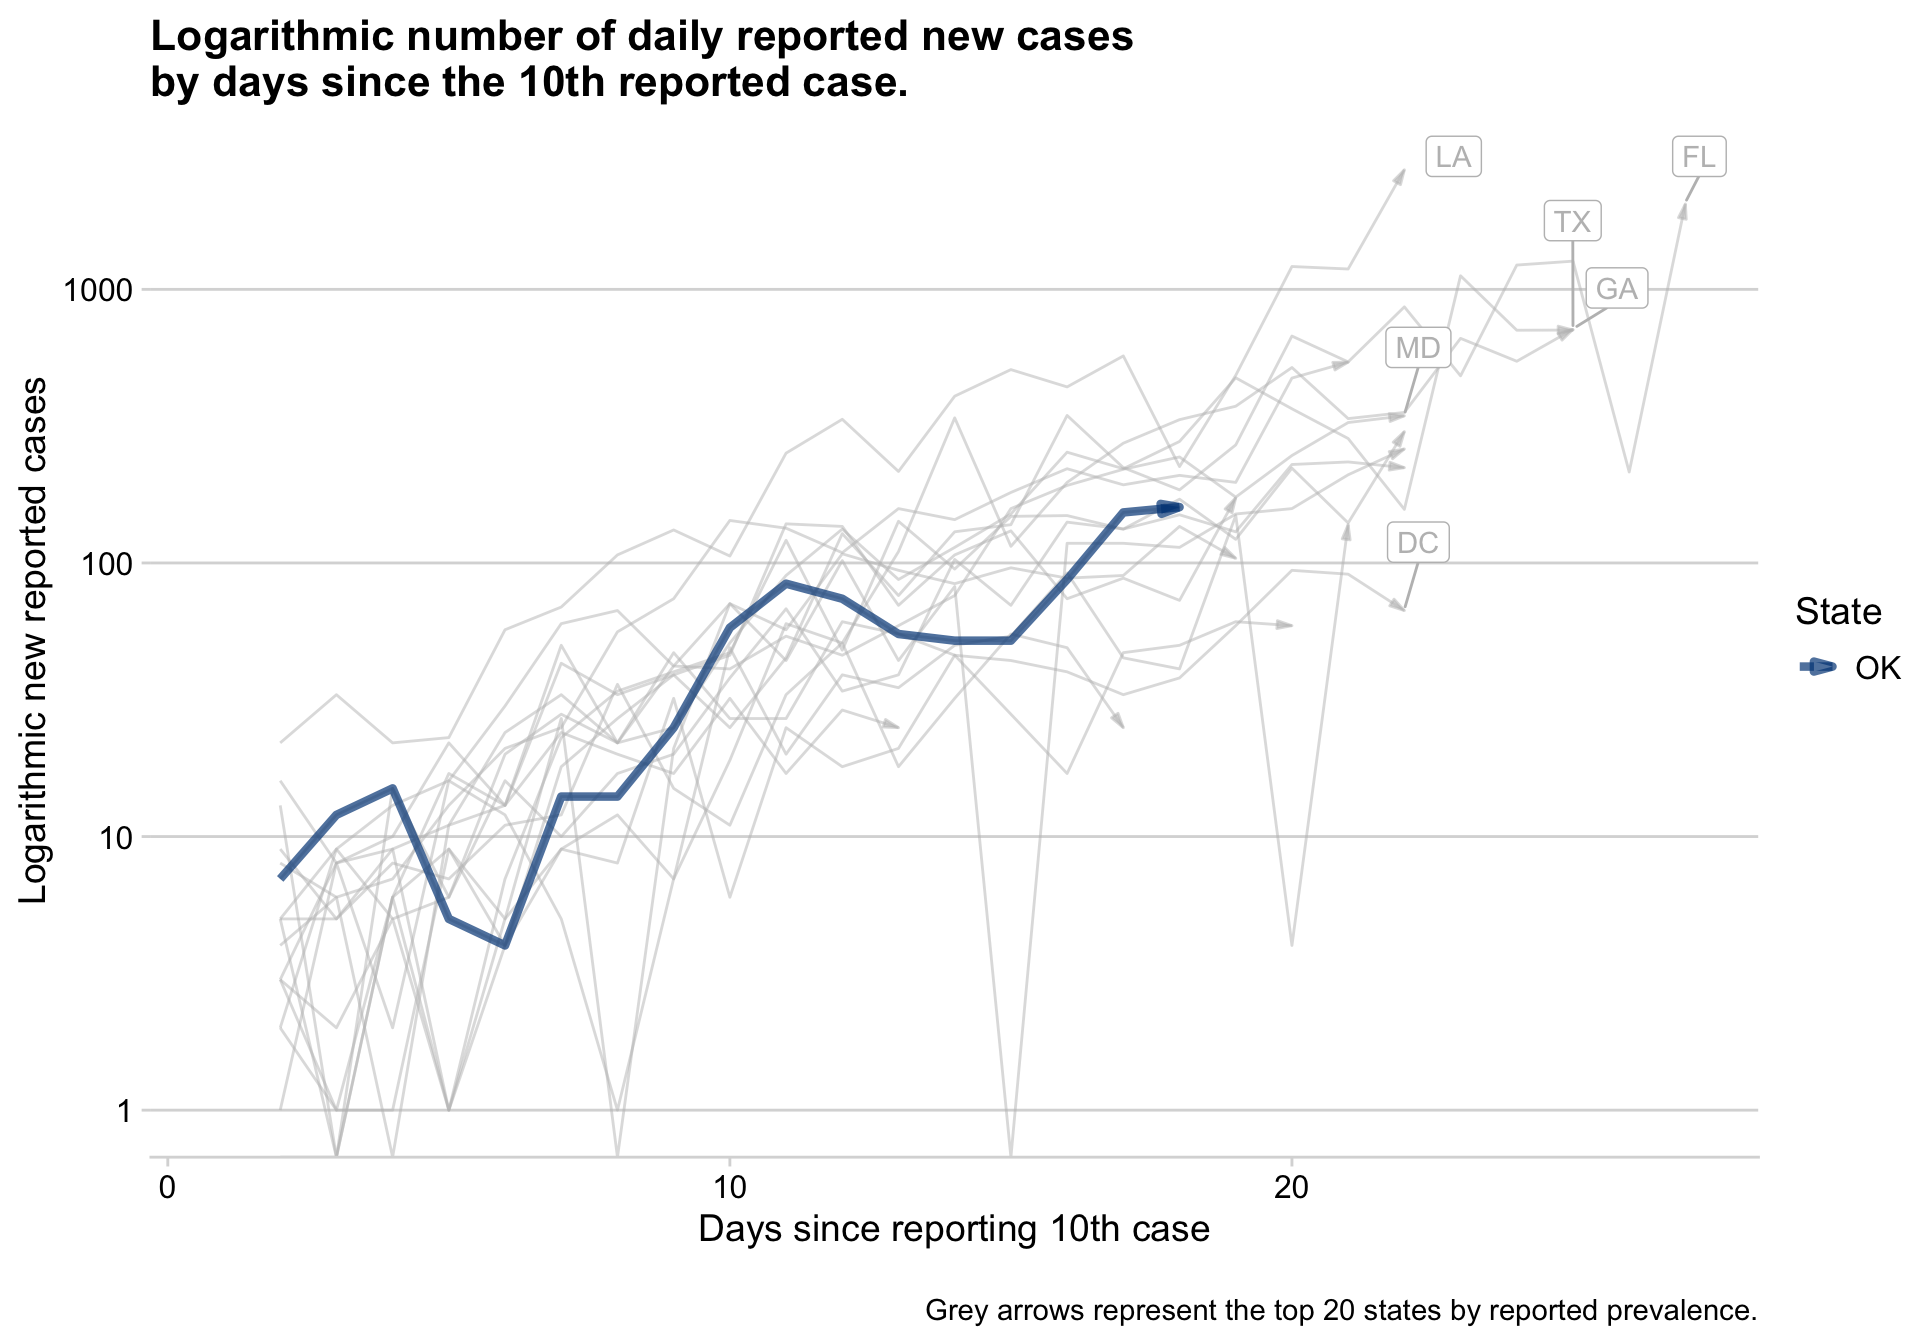 Logarithmic number of daily reported new cases
by days since the 10th reported case.
LA
FL
TX
GA
MD
DC
1000
100
10
1
Logarithmic new reported cases
0
10
20
Days since reporting 10th case
State
OK
Grey arrows represent the top 20 states by reported prevalence.